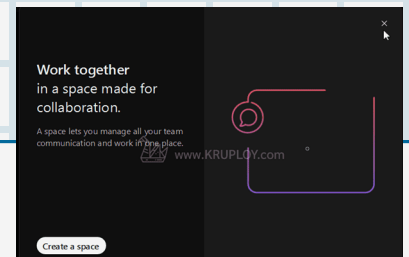 Work together
in a space made for
collaboration.
A space lets you manage all your team
communication and work in one place.
www.KRUPLOY.com
Create a space